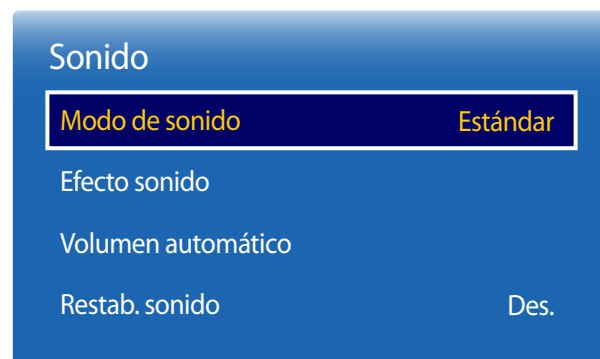 Sonido
Modo de sonido Estándar
Efecto sonido
Volumen automático
Restab. sonido Des.